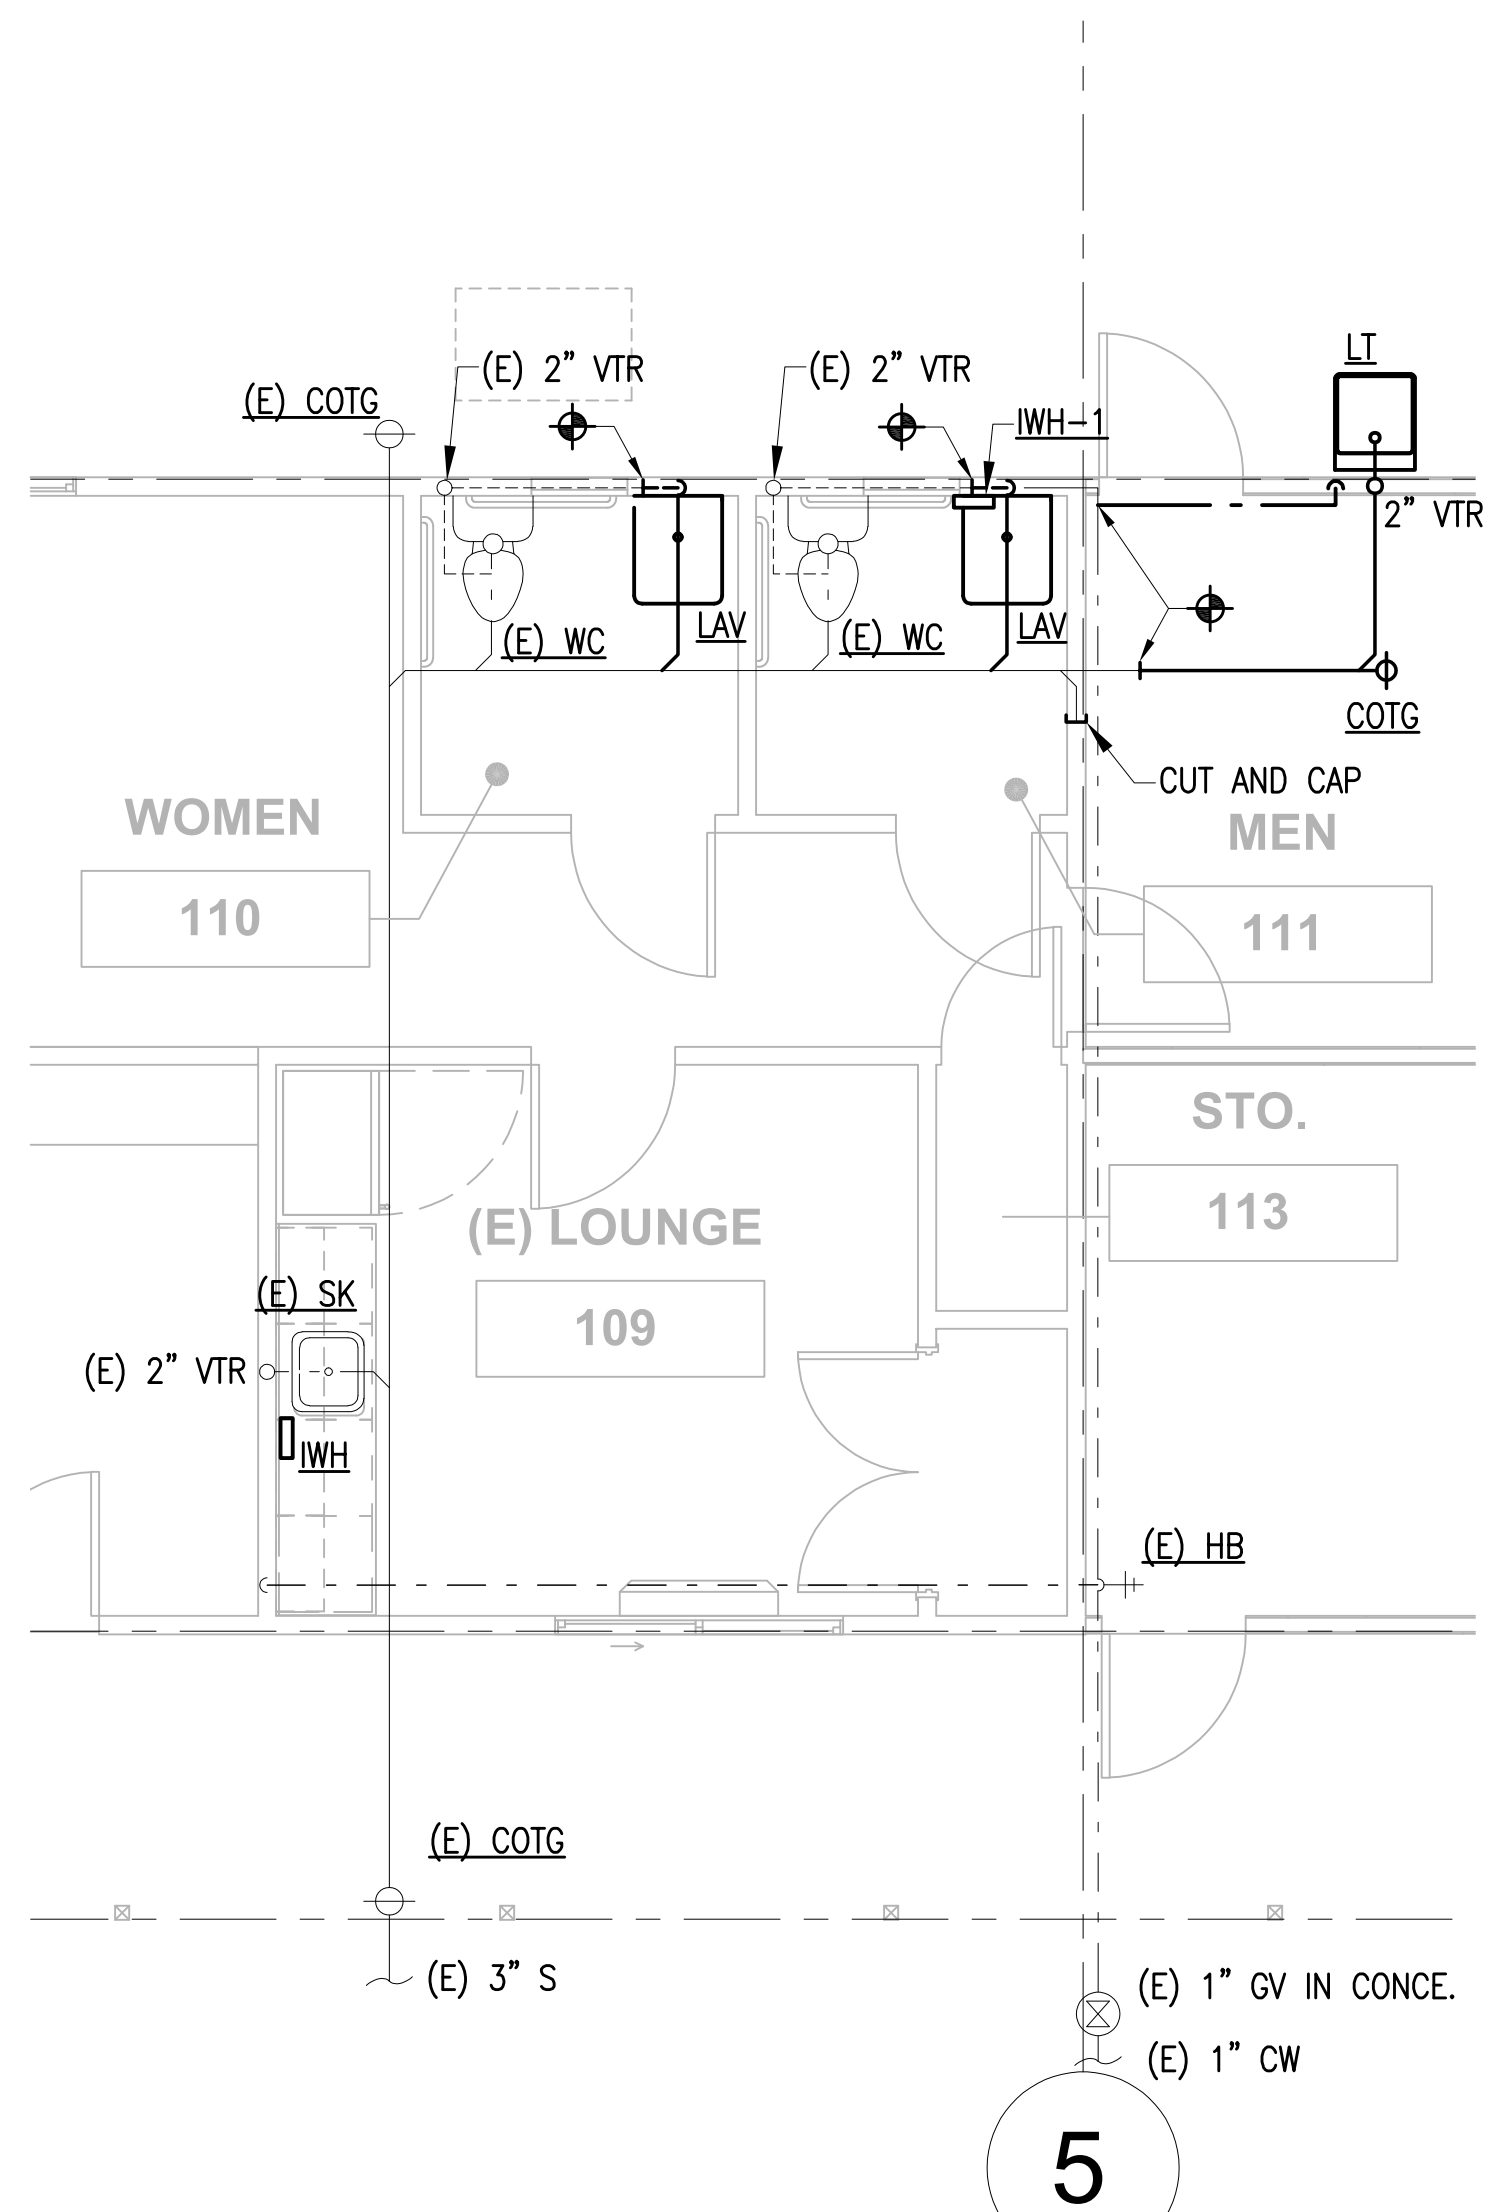 LT
(E) 2” VTR
(E) 2” VTR
(E) COTG
IWH-1
2” VTR
LAV
LAV
(E) WC
(E) WC
COTG
CUT AND CAP
WOMEN
110
MEN
111
STO.
113
(E) LOUNGE
109
(E) SK
(E) 2” VTR
IWH
(E) HB
(E) COTG
(E) 3” S
(E) 1” GV IN CONCE.
(E) 1” CW
5